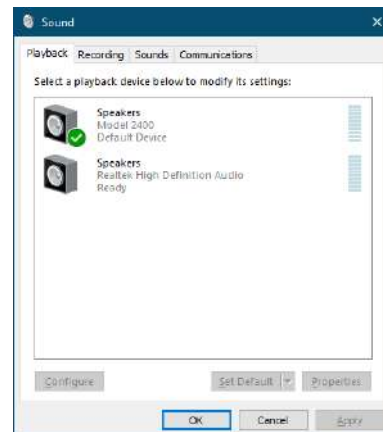 Sound
Playback Recording Sounds Communications
Select a playback device below to modify its settings:
Speakers
Model 2400
Default Device
Speakers
Realtek High Definition Audio
Ready
Configure Set Default Properties
OK Cancel Apply